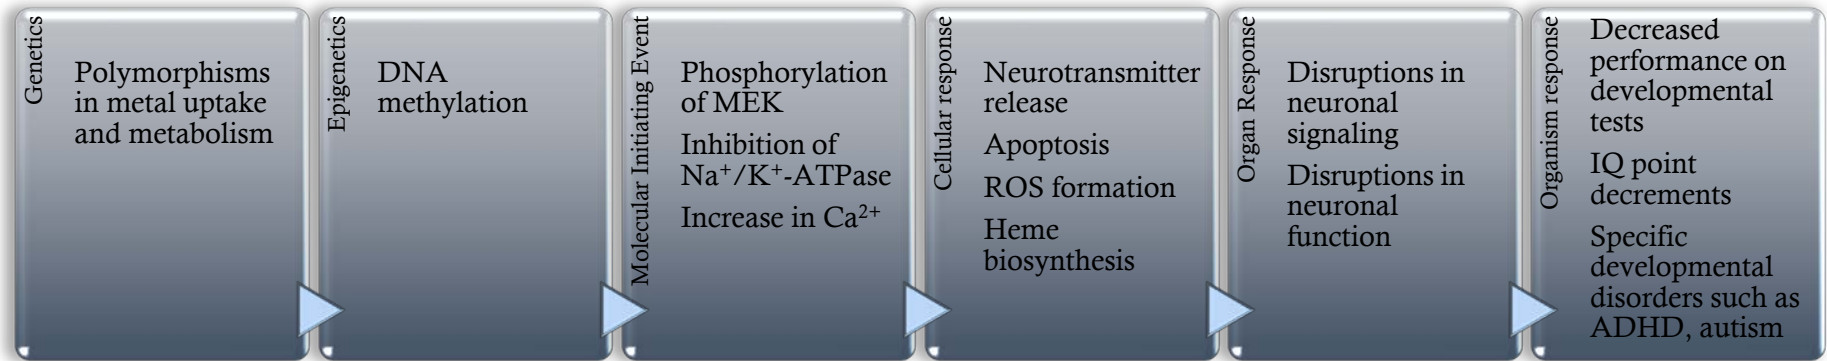 Genetics
Polymorphisms
in metal uptake
and metabolism
Epigenetics
DNA
methylation
Molecular Initiating Event
Phosphorylation
of MEK
Inhibition of
Na⁺/K⁺-ATPase
Increase in Ca²⁺
Cellular response
Neurotransmitter
release
Apoptosis
ROS formation
Heme
biosynthesis
Organ Response
Disruptions in
neuronal
signaling
Disruptions in
neuronal
function
Organism response
Decreased
performance on
developmental
tests
IQ point
decrements
Specific
developmental
disorders such as
ADHD, autism